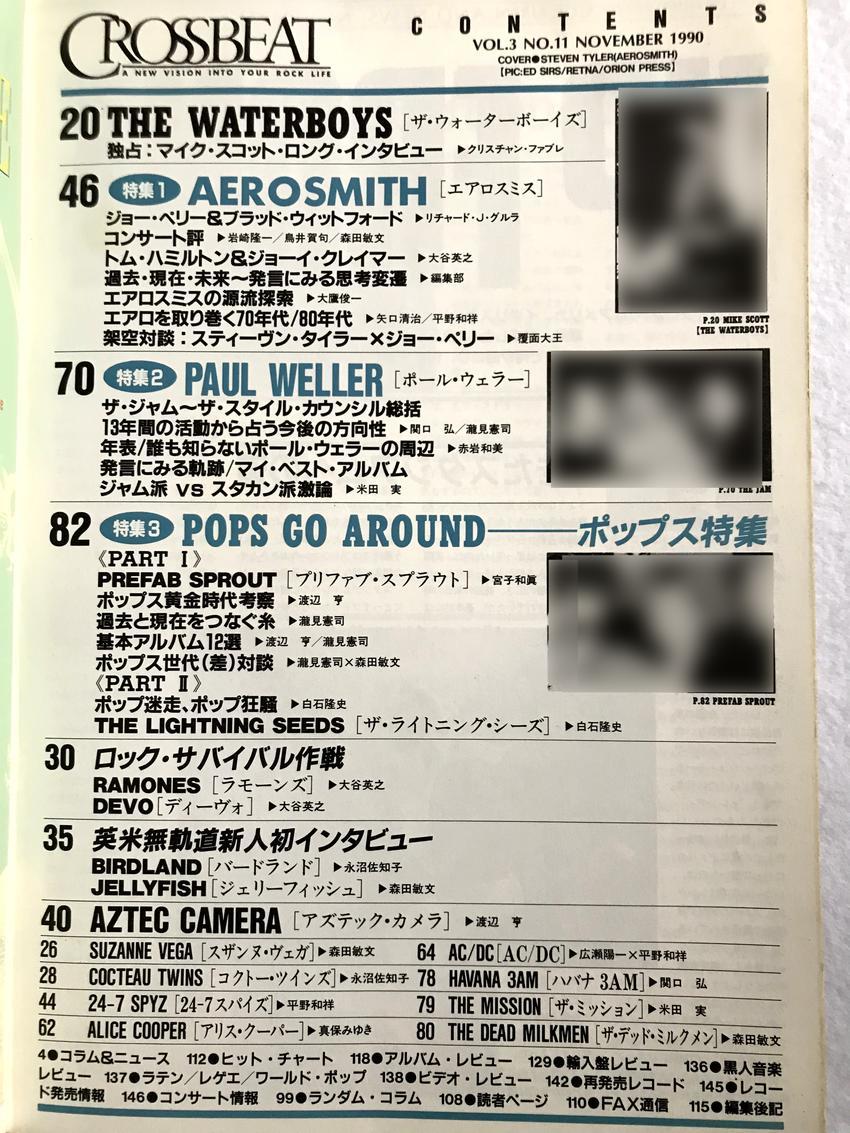 CROSSBEAT
A NEW VISION INTO YOUR ROCK LIFE
CONTENTS
VOL.3 NO.11 NOVEMBER 1990
COVER●STEVEN TYLER(AEROSMITH)
[PIC:ED SIRS/RETNA/ORION PRESS]
20 THE WATERBOYS [ザ・ウォーターボーイズ]
独占:マイク・スコット・ロング・インタビュー ▶クリスチャン・ファブレ
46 特集1 AEROSMITH [エアロスミス]
ジョー・ペリー&ブラッド・ウィットフォード ▶リチャード・J・グルラ
コンサート評 ▶岩崎隆一/鳥井賀句/森田敏文
トム・ハミルトン&ジョーイ・クレイマー ▶大谷英之
過去・現在・未来〜発言にみる思考変遷 ▶編集部
エアロスミスの源流探索 ▶大鷹俊一
エアロを取り巻く70年代/80年代 ▶矢口清治/平野和祥
架空対談:スティーヴン・タイラー×ジョー・ペリー ▶覆面大王
P.20 MIKE SCOTT
[THE WATERBOYS]
70 特集2 PAUL WELLER [ポール・ウェラー]
ザ・ジャム〜ザ・スタイル・カウンシル総括
13年間の活動から占う今後の方向性 ▶関口 弘/瀧見憲司
年表/誰も知らないポール・ウェラーの周辺 ▶赤岩和美
発言にみる軌跡/マイ・ベスト・アルバム
ジャム派 vs スタカン派激論 ▶米田 実
P.70 THE JAM
82 特集3 POPS GO AROUND――ポップス特集
《PART I》
PREFAB SPROUT [プリファブ・スプラウト] ▶宮子和眞
ポップス黄金時代考察 ▶渡辺 亨
過去と現在をつなぐ糸 ▶瀧見憲司
基本アルバム12選 ▶渡辺 亨/瀧見憲司
ポップス世代(差)対談 ▶瀧見憲司×森田敏文
《PART II》
ポップ迷走、ポップ狂騒 ▶白石隆史
THE LIGHTNING SEEDS [ザ・ライトニング・シーズ] ▶白石隆史
P.82 PREFAB SPROUT
30 ロック・サバイバル作戦
RAMONES [ラモーンズ] ▶大谷英之
DEVO [ディーヴォ] ▶大谷英之
35 英米無軌道新人初インタビュー
BIRDLAND [バードランド] ▶永沼佐知子
JELLYFISH [ジェリーフィッシュ] ▶森田敏文
40 AZTEC CAMERA [アズテック・カメラ] ▶渡辺 亨
26 SUZANNE VEGA [スザンヌ・ヴェガ] ▶森田敏文
28 COCTEAU TWINS [コクトー・ツインズ] ▶永沼佐知子
44 24-7 SPYZ [24-7スパイズ] ▶平野和祥
62 ALICE COOPER [アリス・クーパー] ▶真保みゆき
64 AC/DC [AC/DC] ▶広瀬陽一×平野和祥
78 HAVANA 3AM [ハバナ 3AM] ▶関口 弘
79 THE MISSION [ザ・ミッション] ▶米田 実
80 THE DEAD MILKMEN [ザ・デッド・ミルクメン] ▶森田敏文
4●コラム&ニュース 112●ヒット・チャート 118●アルバム・レビュー 129●輸入盤レビュー 136●黒人音楽
レビュー 137●ラテン/レゲエ/ワールド・ポップ 138●ビデオ・レビュー 142●再発売レコード 145●レコー
ド発売情報 146●コンサート情報 99●ランダム・コラム 108●読者ページ 110●FAX通信 115●編集後記